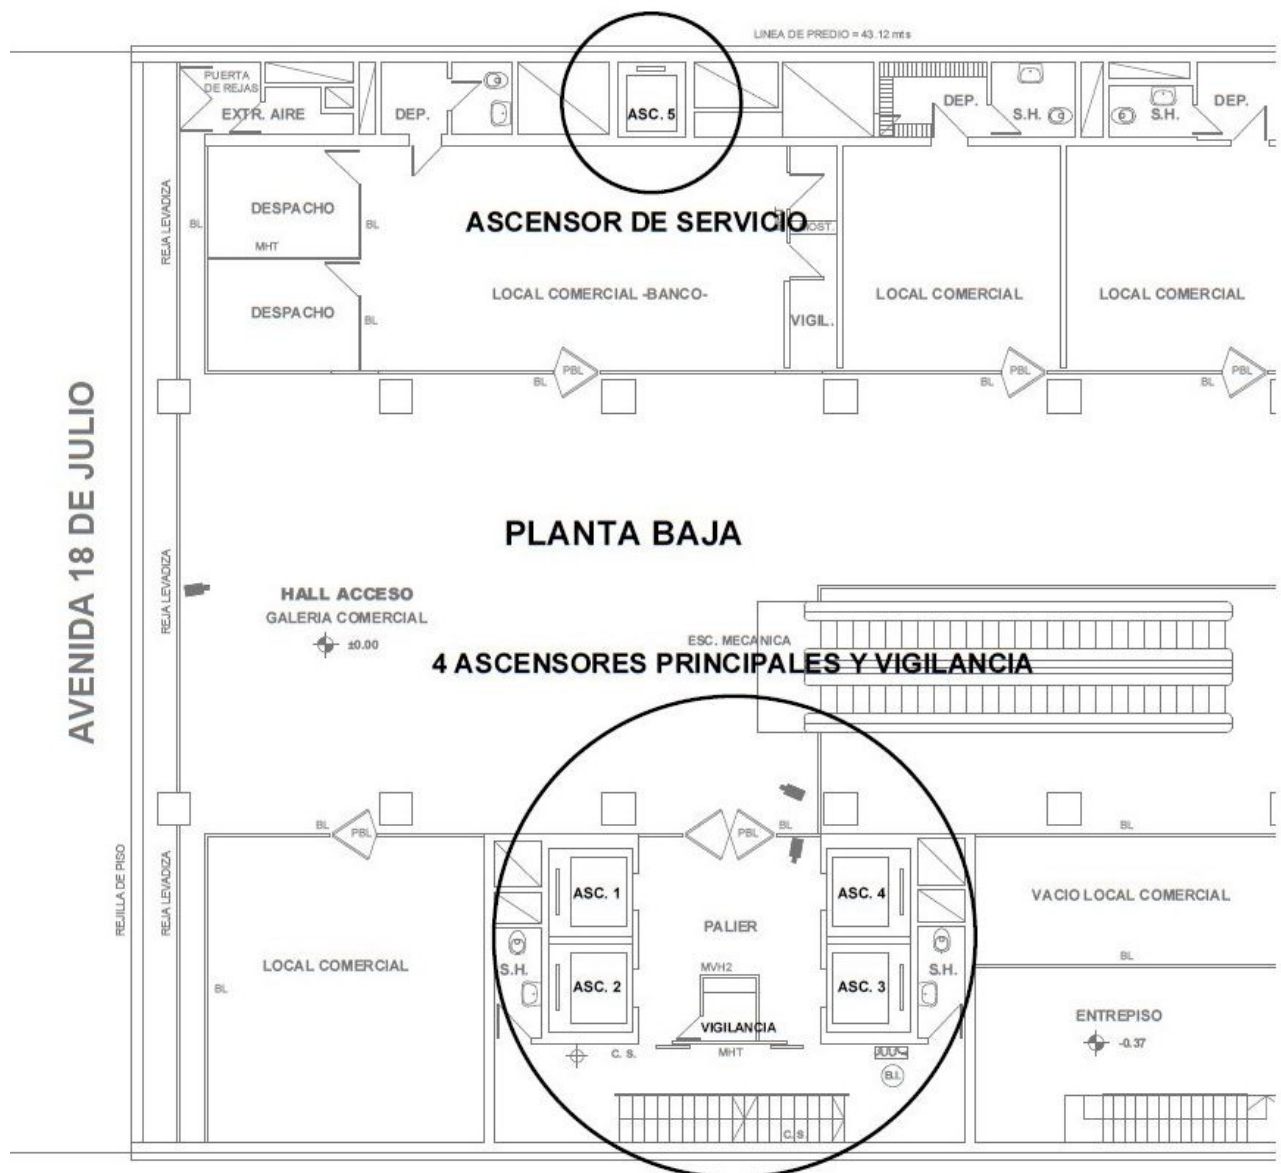 LINEA DE PREDIO = 43.12 mts
PUERTA
DE REJAS
EXTR. AIRE
DEP.
ASC. 5
DEP.
S.H.
S.H.
DEP.
REJA LEVADIZA
BL
DESPACHO
BL
MHT
ASCENSOR DE SERVICIO
DESPACHO
BL
LOCAL COMERCIAL -BANCO-
VIGIL.
LOCAL COMERCIAL
LOCAL COMERCIAL
BL
PBL
BL
PBL
BL
PBL
AVENIDA 18 DE JULIO
PLANTA BAJA
REJA LEVADIZA
HALL ACCESO
GALERIA COMERCIAL
±0.00
ESC. MECANICA
4 ASCENSORES PRINCIPALES Y VIGILANCIA
BL
PBL
PBL
BL
BL
REJILLA DE PISO
REJA LEVADIZA
ASC. 1
ASC. 4
VACIO LOCAL COMERCIAL
PALIER
BL
LOCAL COMERCIAL
BL
S.H.
ASC. 2
MVH2
ASC. 3
S.H.
VIGILANCIA
ENTREPISO
-0.37
C. S.
MHT
B.I.
C.S.